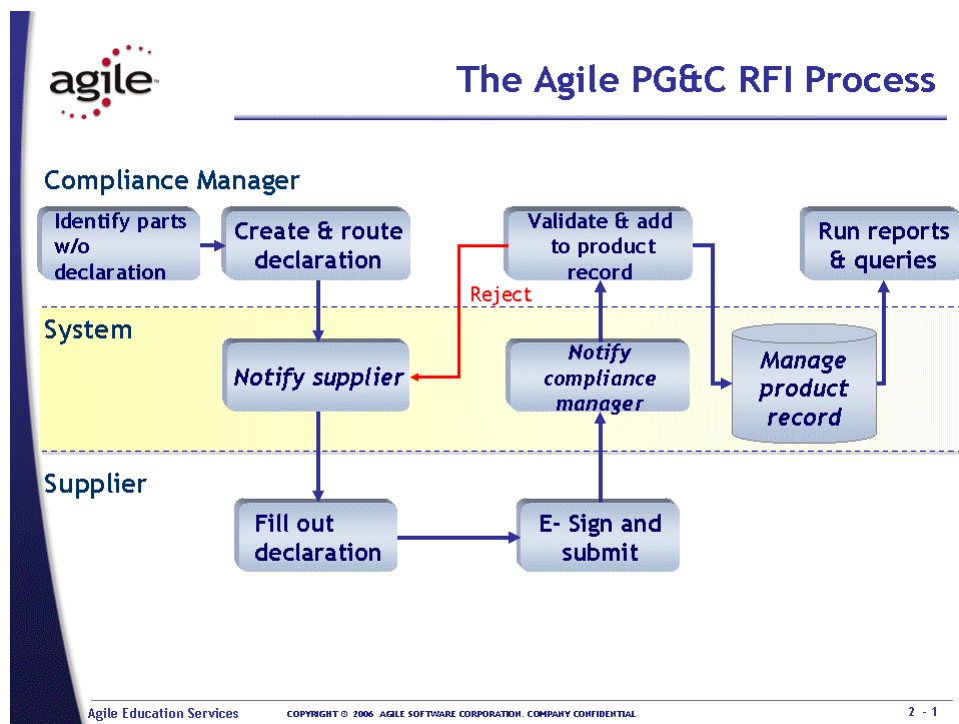 agile™
The Agile PG&C RFI Process
Compliance Manager
Identify parts
w/o
declaration
Create & route
declaration
Validate & add
to product
record
Run reports
& queries
Reject
System
Notify supplier
Notify
compliance
manager
Manage
product
record
Supplier
Fill out
declaration
E- Sign and
submit
Agile Education Services
COPYRIGHT © 2006 AGILE SOFTWARE CORPORATION. COMPANY CONFIDENTIAL
2 - 1